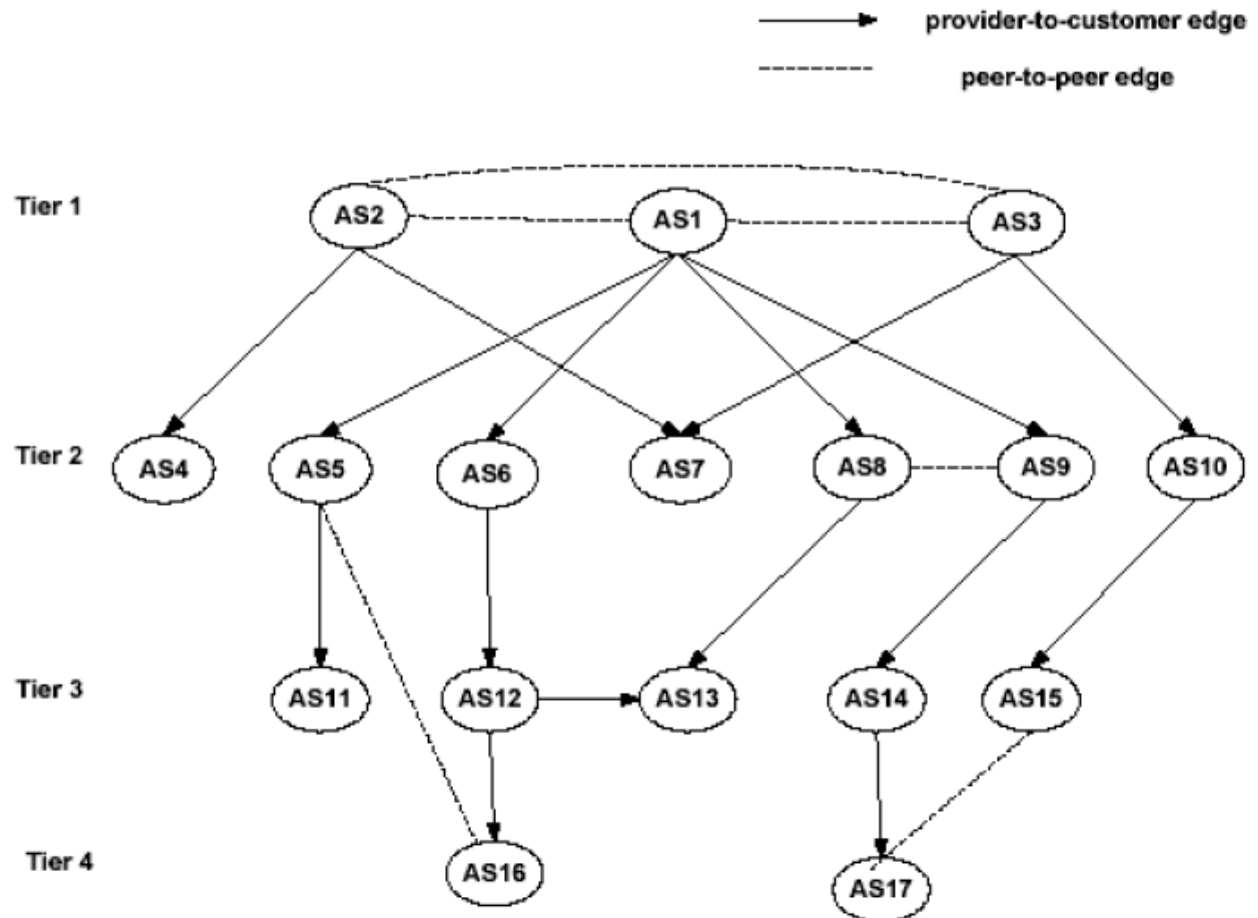 provider-to-customer edge
peer-to-peer edge
Tier 1
AS2
AS1
AS3
Tier 2
AS4
AS5
AS6
AS7
AS8
AS9
AS10
Tier 3
AS11
AS12
AS13
AS14
AS15
Tier 4
AS16
AS17